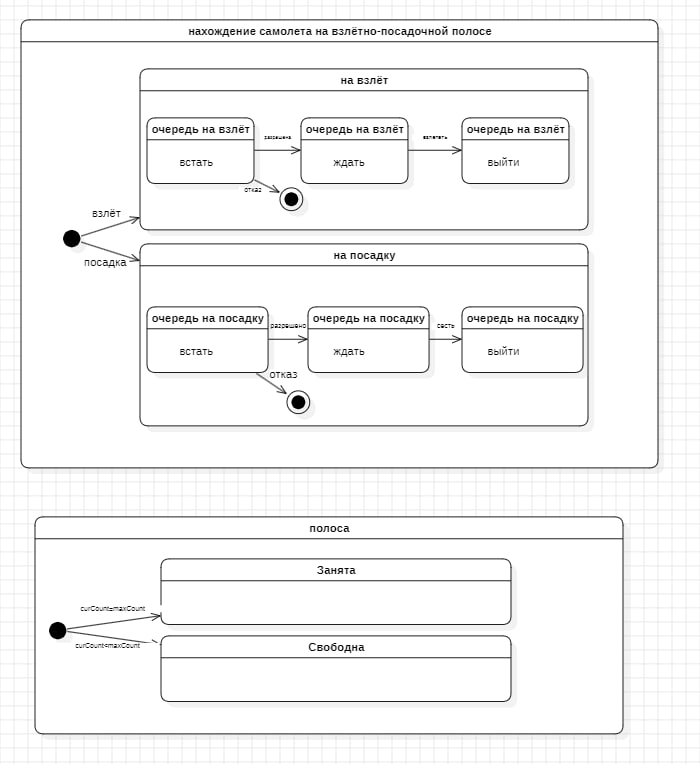 нахождение самолета на взлётно-посадочной полосе
на взлёт
очередь на взлёт
встать
разрешена
очередь на взлёт
ждать
взлететь
очередь на взлёт
выйти
отказ
взлёт
посадка
на посадку
очередь на посадку
встать
разрешено
очередь на посадку
ждать
сесть
очередь на посадку
выйти
отказ
полоса
Занята
curCount=maxCount
curCount<maxCount
Свободна